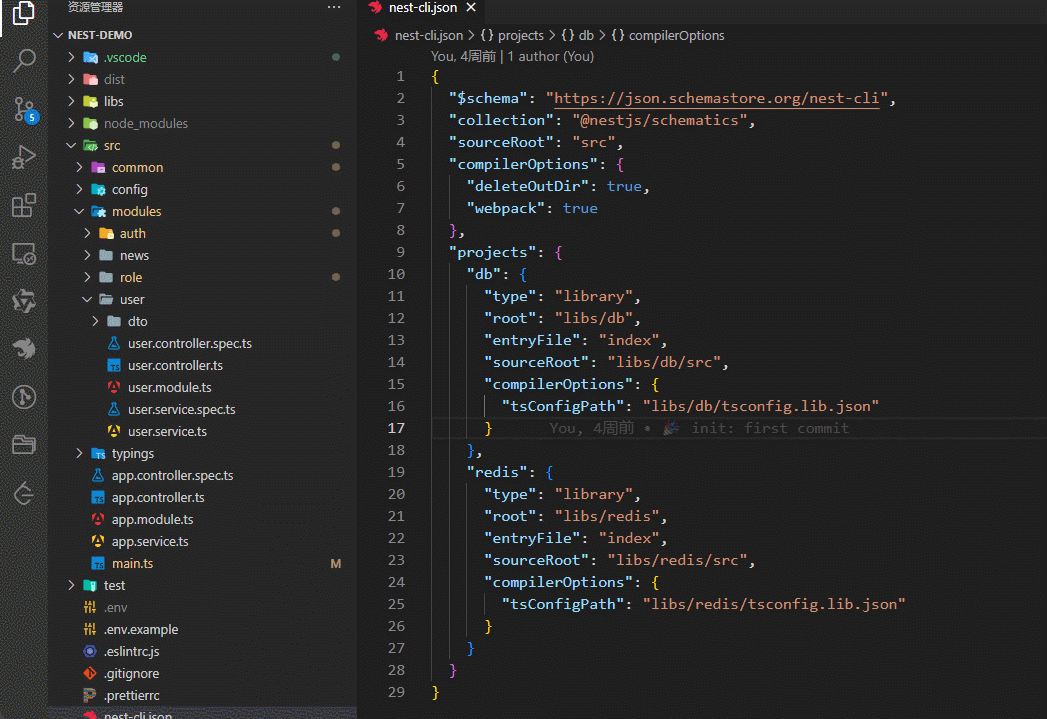 资源管理器
NEST-DEMO
.vscode
dist
libs
node_modules
5
src
common
config
modules
auth
news
role
user
dto
user.controller.spec.ts
user.controller.ts
user.module.ts
user.service.spec.ts
user.service.ts
typings
app.controller.spec.ts
app.controller.ts
app.module.ts
app.service.ts
main.ts M
test
.env
.env.example
.eslintrc.js
.gitignore
.prettierrc
nest-cli.json
nest-cli.json
nest-cli.json > {} projects > {} db > {} compilerOptions
You, 4周前 | 1 author (You)
1 {
2 "$schema": "https://json.schemastore.org/nest-cli",
3 "collection": "@nestjs/schematics",
4 "sourceRoot": "src",
5 "compilerOptions": {
6 "deleteOutDir": true,
7 "webpack": true
8 },
9 "projects": {
10 "db": {
11 "type": "library",
12 "root": "libs/db",
13 "entryFile": "index",
14 "sourceRoot": "libs/db/src",
15 "compilerOptions": {
16 "tsConfigPath": "libs/db/tsconfig.lib.json"
17 } You, 4周前 • 🎉 init: first commit
18 },
19 "redis": {
20 "type": "library",
21 "root": "libs/redis",
22 "entryFile": "index",
23 "sourceRoot": "libs/redis/src",
24 "compilerOptions": {
25 "tsConfigPath": "libs/redis/tsconfig.lib.json"
26 }
27 }
28 }
29 }